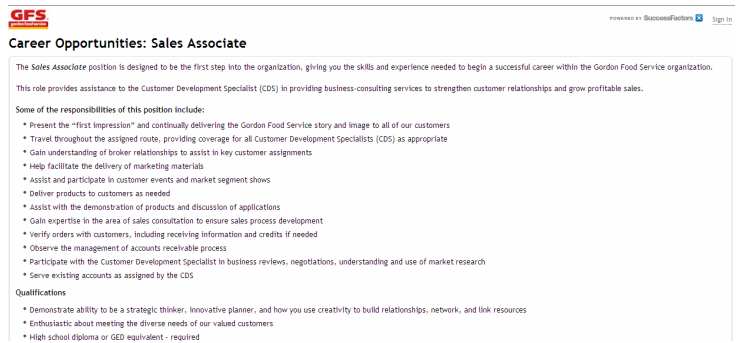 GFS.
gordon food service
POWERED BY SuccessFactors Sign In
Career Opportunities: Sales Associate
The Sales Associate position is designed to be the first step into the organization, giving you the skills and experience needed to begin a successful career within the Gordon Food Service organization.
This role provides assistance to the Customer Development Specialist (CDS) in providing business-consulting services to strengthen customer relationships and grow profitable sales.
Some of the responsibilities of this position include:
* Present the “first impression” and continually delivering the Gordon Food Service story and image to all of our customers
* Travel throughout the assigned route, providing coverage for all Customer Development Specialists (CDS) as appropriate
* Gain understanding of broker relationships to assist in key customer assignments
* Help facilitate the delivery of marketing materials
* Assist and participate in customer events and market segment shows
* Deliver products to customers as needed
* Assist with the demonstration of products and discussion of applications
* Gain expertise in the area of sales consultation to ensure sales process development
* Verify orders with customers, including receiving information and credits if needed
* Observe the management of accounts receivable process
* Participate with the Customer Development Specialist in business reviews, negotiations, understanding and use of market research
* Serve existing accounts as assigned by the CDS
Qualifications
* Demonstrate ability to be a strategic thinker, innovative planner, and how you use creativity to build relationships, network, and link resources
* Enthusiastic about meeting the diverse needs of our valued customers
* High school diploma or GED equivalent - required